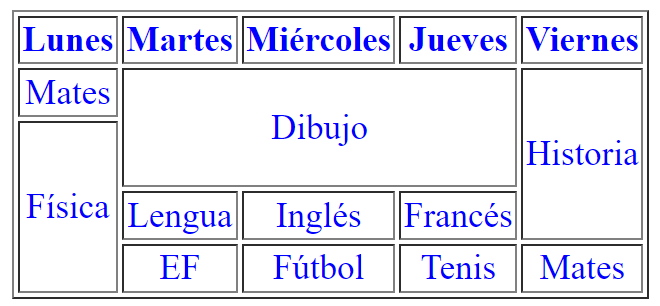 Lunes Martes Miércoles Jueves Viernes
Mates Dibujo Historia
Física
Lengua Inglés Francés
EF Fútbol Tenis Mates